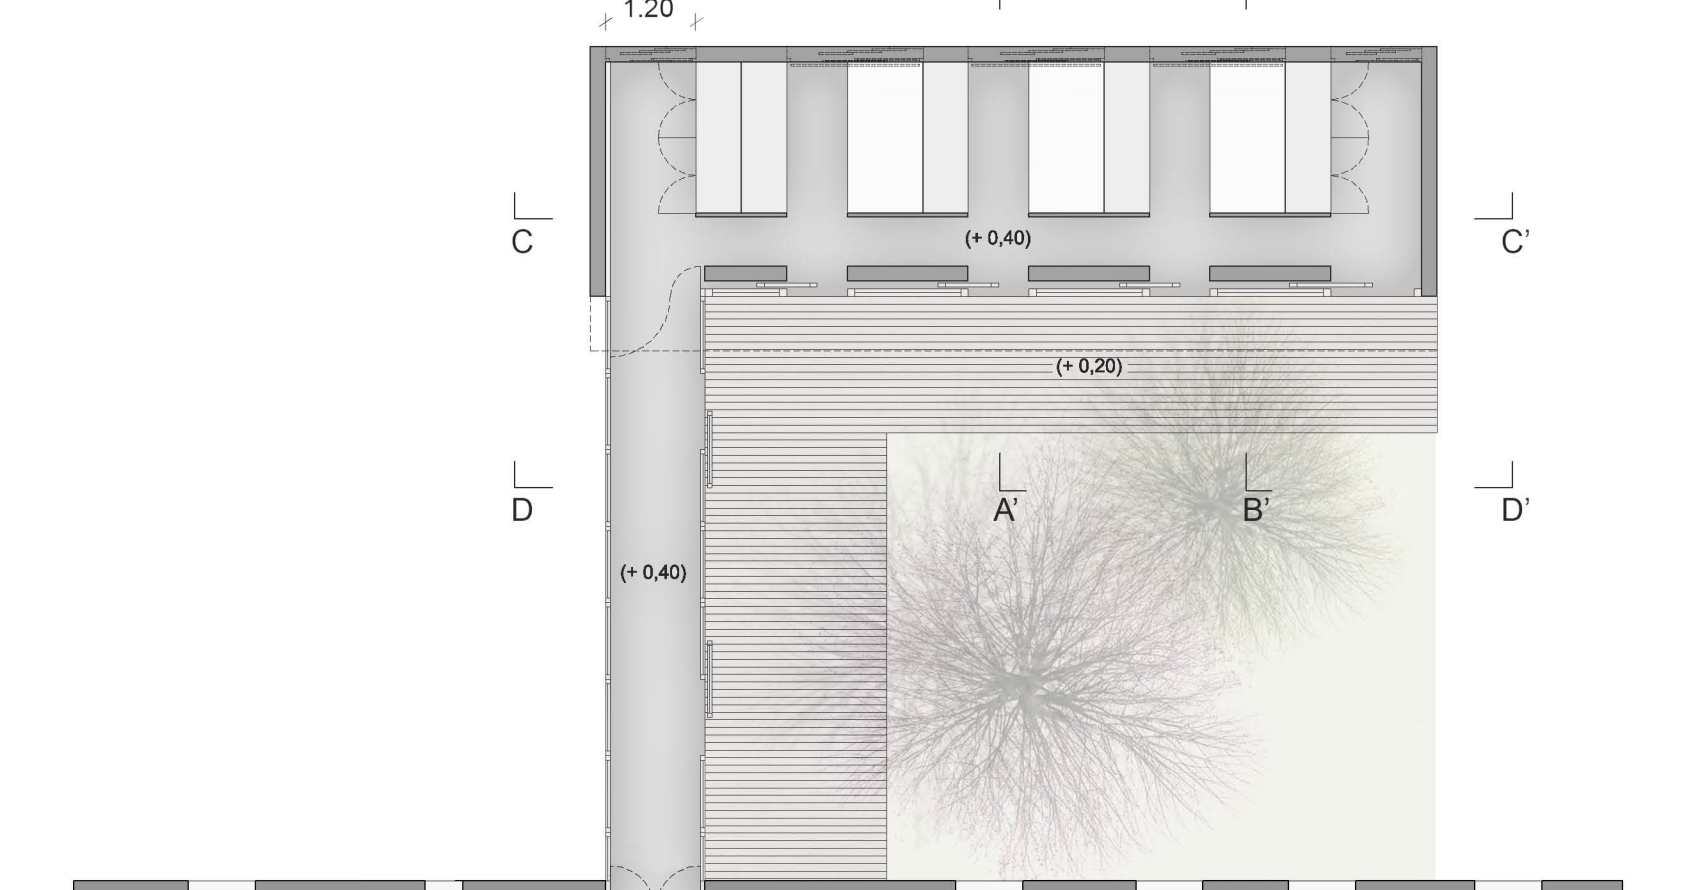 1.20
C
(+ 0,40)
C’
(+ 0,20)
D
A’
B’
D’
(+ 0,40)